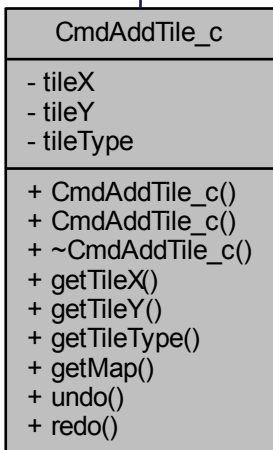 CmdAddTile_c
- tileX
- tileY
- tileType
+ CmdAddTile_c()
+ CmdAddTile_c()
+ ~CmdAddTile_c()
+ getTileX()
+ getTileY()
+ getTileType()
+ getMap()
+ undo()
+ redo()